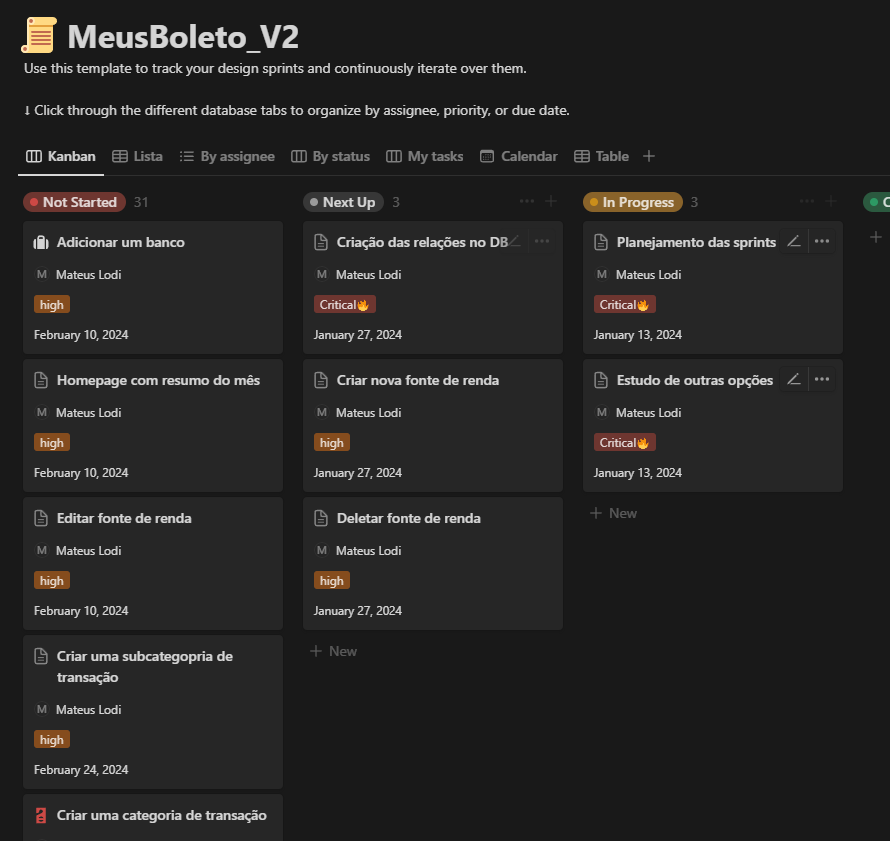 MeusBoleto_V2
Use this template to track your design sprints and continuously iterate over them.
↓ Click through the different database tabs to organize by assignee, priority, or due date.
Kanban Lista By assignee By status My tasks Calendar Table +
Not Started 31
Adicionar um banco
M Mateus Lodi
high
February 10, 2024
Homepage com resumo do mês
M Mateus Lodi
high
February 10, 2024
Editar fonte de renda
M Mateus Lodi
high
February 10, 2024
Criar uma subcategopria de
transação
M Mateus Lodi
high
February 24, 2024
Criar uma categoria de transação
Next Up 3
Criação das relações no DB
M Mateus Lodi
Critical🔥
January 27, 2024
Criar nova fonte de renda
M Mateus Lodi
high
January 27, 2024
Deletar fonte de renda
M Mateus Lodi
high
January 27, 2024
+ New
In Progress 3
Planejamento das sprints
M Mateus Lodi
Critical🔥
January 13, 2024
Estudo de outras opções
M Mateus Lodi
Critical🔥
January 13, 2024
+ New